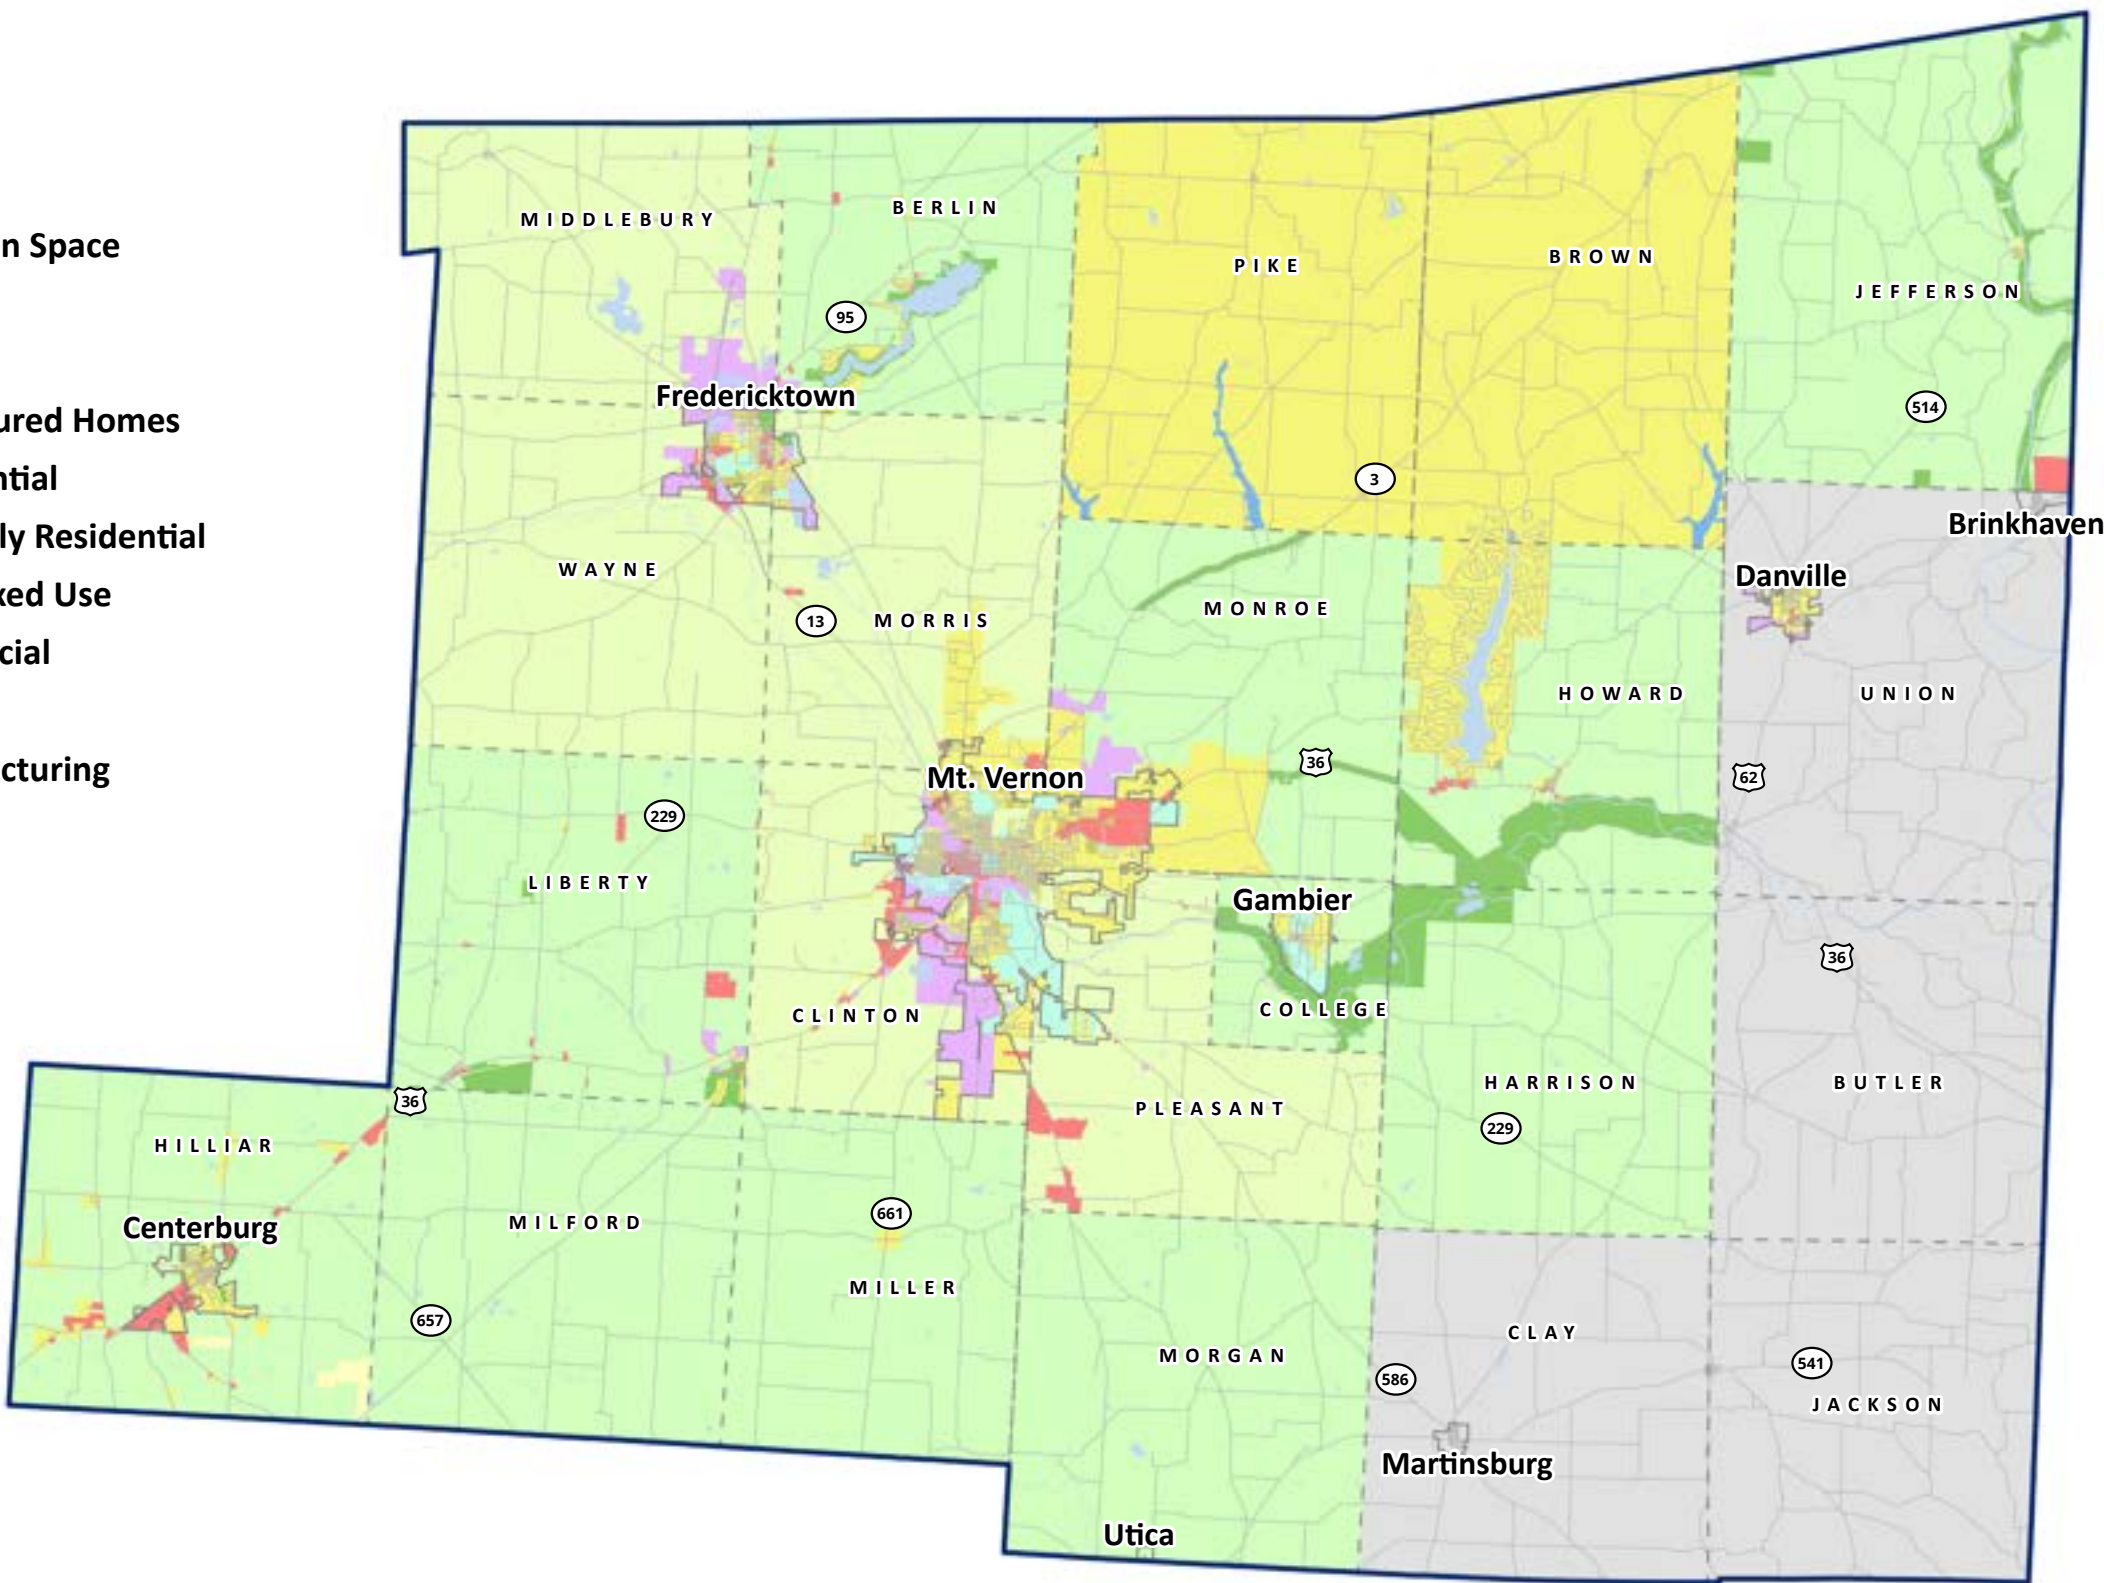 n Space
ured Homes
ntial
ly Residential
xed Use
cial
cturing
MIDDLEBURY
BERLIN
PIKE
BROWN
JEFFERSON
95
Fredericktown
514
3
Brinkhaven
WAYNE
Danville
13
MORRIS
MONROE
HOWARD
UNION
Mt. Vernon
36
62
229
LIBERTY
Gambier
36
CLINTON
COLLEGE
HARRISON
BUTLER
36
PLEASANT
229
HILLIAR
Centerburg
MILFORD
661
MILLER
657
CLAY
MORGAN
586
541
JACKSON
Martinsburg
Utica